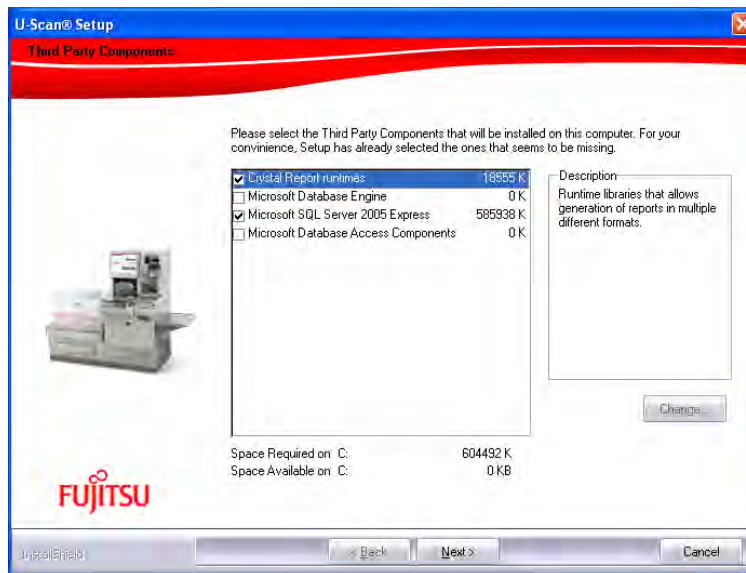 U-Scan® Setup
Third Party Components
Please select the Third Party Components that will be installed on this computer. For your
convinience, Setup has already selected the ones that seems to be missing.
Crystal Report runtimes 18555 K
Microsoft Database Engine 0 K
Microsoft SQL Server 2005 Express 585938 K
Microsoft Database Access Components 0 K
Description
Runtime libraries that allows
generation of reports in multiple
different formats.
Change...
Space Required on C: 604492 K
Space Available on C: 0 KB
FUJITSU
InstallShield
< Back
Next >
Cancel